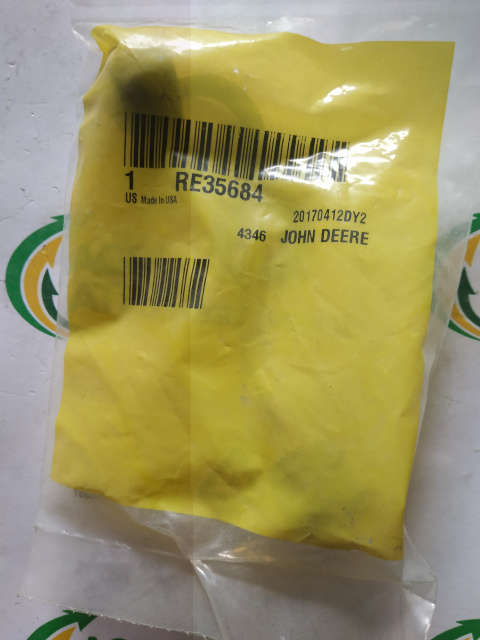 1 RE35684
US Made In USA
20170412DY2
4346 JOHN DEERE